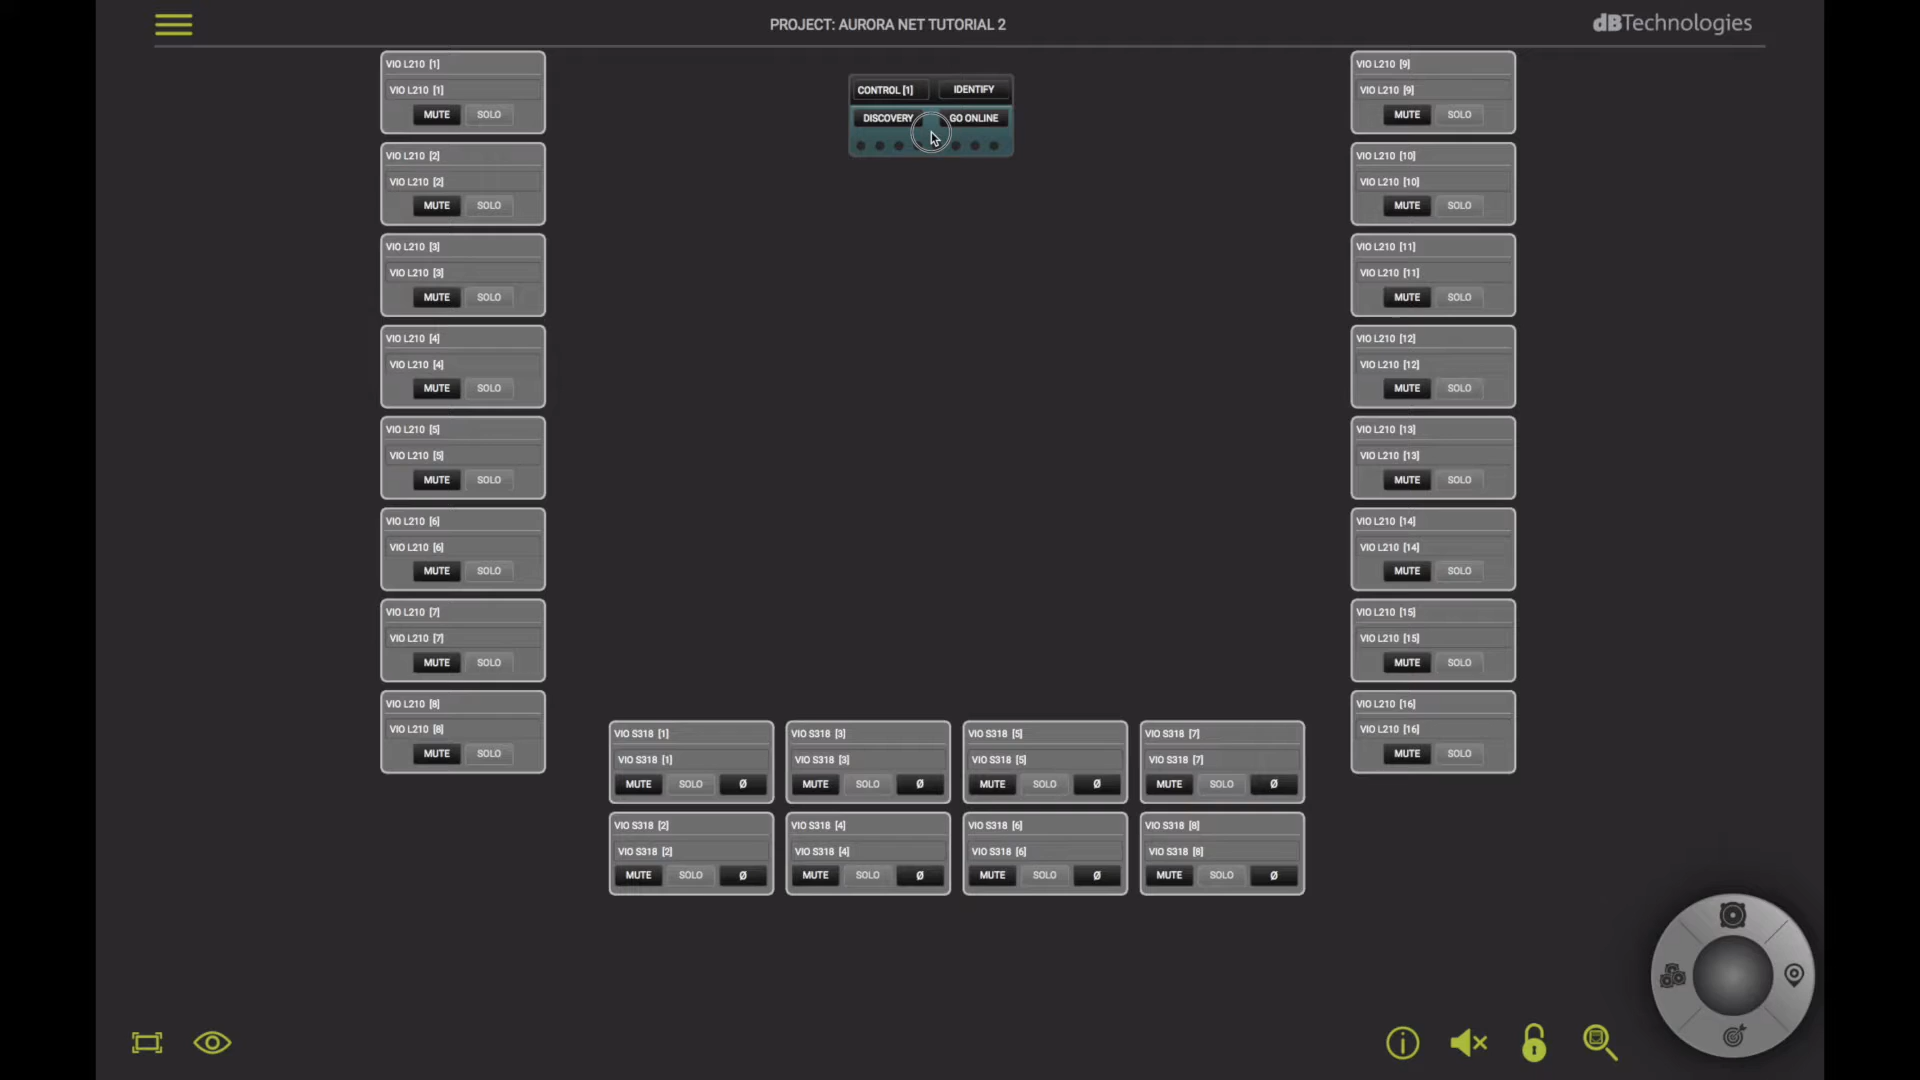 PROJECT: AURORA NET TUTORIAL 2
dBTechnologies
VIO L210 [1]
VIO L210 [1]
MUTE SOLO
VIO L210 [2]
VIO L210 [2]
MUTE SOLO
VIO L210 [3]
VIO L210 [3]
MUTE SOLO
VIO L210 [4]
VIO L210 [4]
MUTE SOLO
VIO L210 [5]
VIO L210 [5]
MUTE SOLO
VIO L210 [6]
VIO L210 [6]
MUTE SOLO
VIO L210 [7]
VIO L210 [7]
MUTE SOLO
VIO L210 [8]
VIO L210 [8]
MUTE SOLO
CONTROL [1] IDENTIFY
DISCOVERY GO ONLINE
VIO S318 [1]
VIO S318 [1]
MUTE SOLO Ø
VIO S318 [2]
VIO S318 [2]
MUTE SOLO Ø
VIO S318 [3]
VIO S318 [3]
MUTE SOLO Ø
VIO S318 [4]
VIO S318 [4]
MUTE SOLO Ø
VIO S318 [5]
VIO S318 [5]
MUTE SOLO Ø
VIO S318 [6]
VIO S318 [6]
MUTE SOLO Ø
VIO S318 [7]
VIO S318 [7]
MUTE SOLO Ø
VIO S318 [8]
VIO S318 [8]
MUTE SOLO Ø
VIO L210 [9]
VIO L210 [9]
MUTE SOLO
VIO L210 [10]
VIO L210 [10]
MUTE SOLO
VIO L210 [11]
VIO L210 [11]
MUTE SOLO
VIO L210 [12]
VIO L210 [12]
MUTE SOLO
VIO L210 [13]
VIO L210 [13]
MUTE SOLO
VIO L210 [14]
VIO L210 [14]
MUTE SOLO
VIO L210 [15]
VIO L210 [15]
MUTE SOLO
VIO L210 [16]
VIO L210 [16]
MUTE SOLO